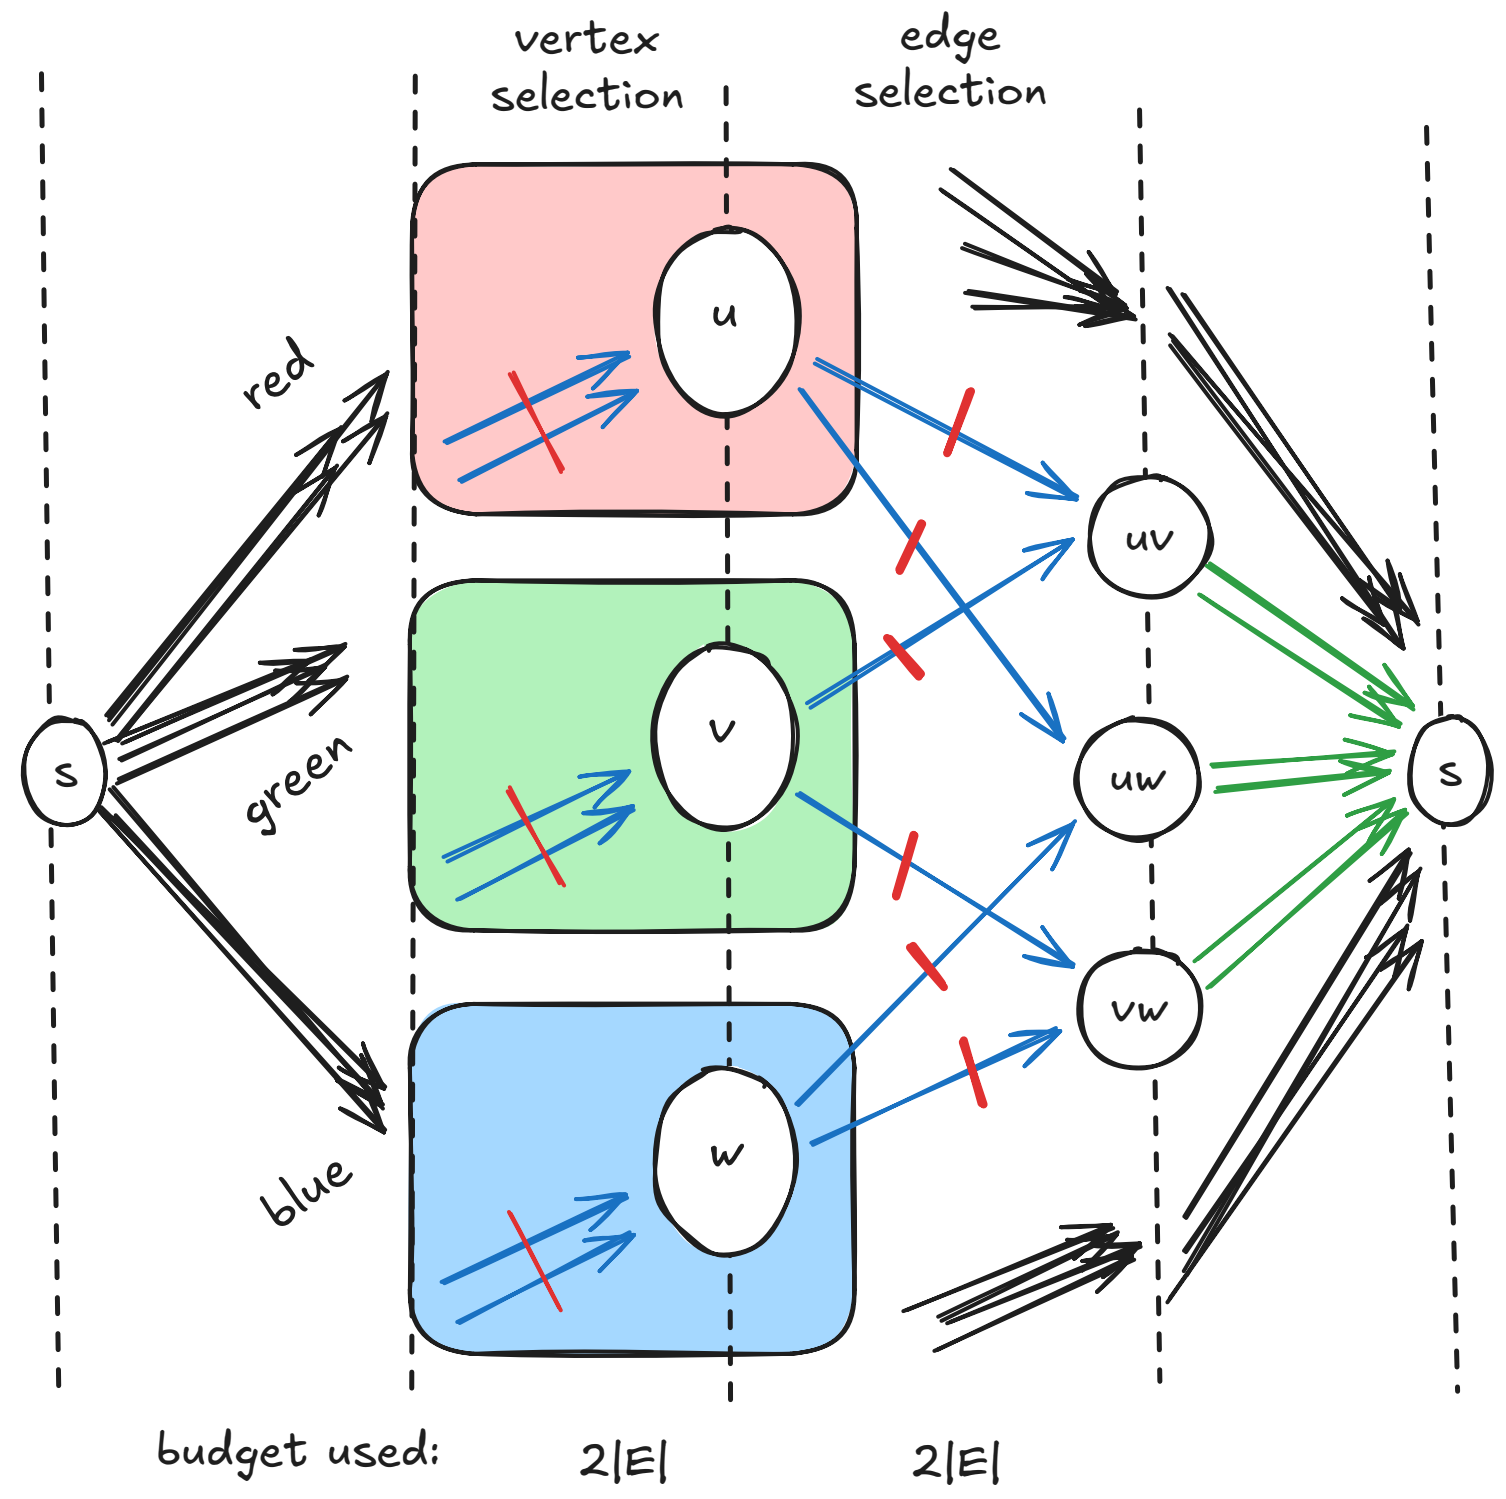 vertex
selection
edge
selection
red
green
blue
s
u
v
w
uv
uw
vw
s
budget used:
2|E|
2|E|